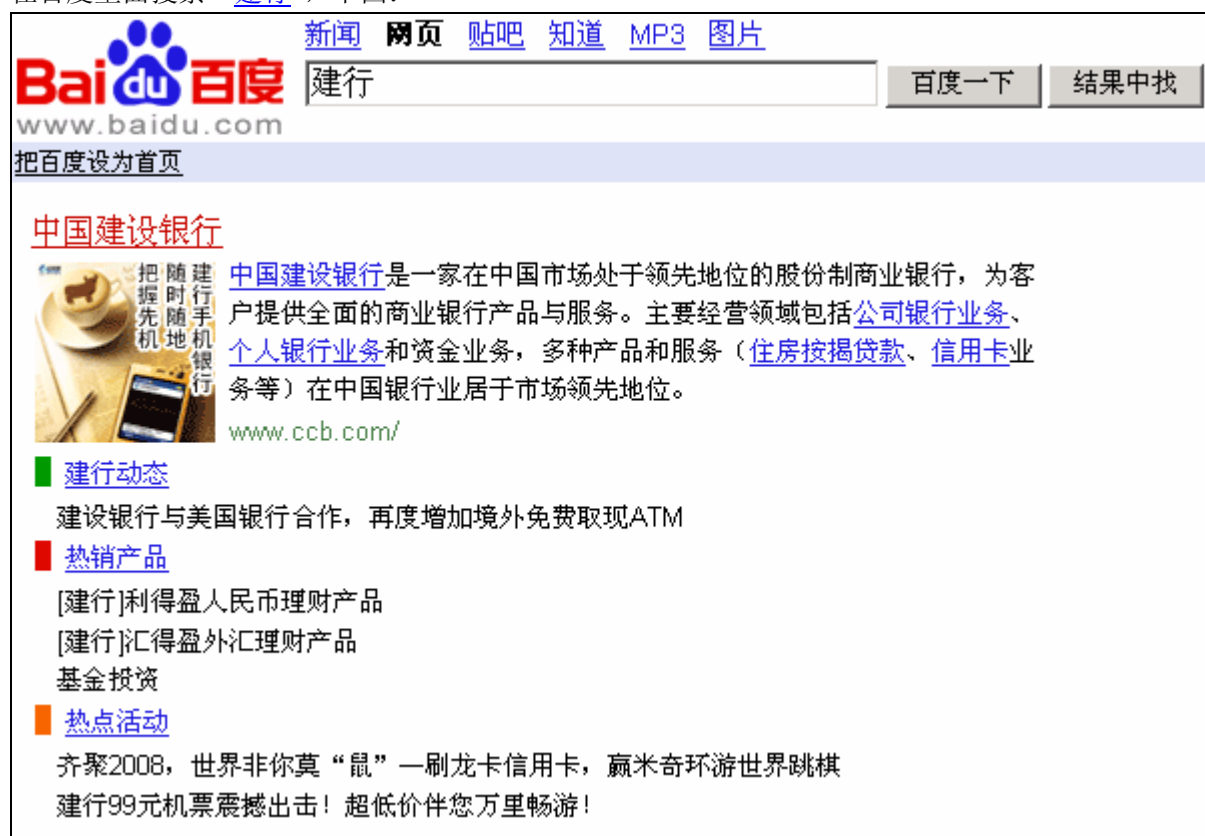 新闻 网页 贴吧 知道 MP3 图片
Baidu百度 建行 百度一下 结果中找
www.baidu.com
把百度设为首页
中国建设银行
建行手机银行
随时随地
把握先机
中国建设银行是一家在中国市场处于领先地位的股份制商业银行，为客
户提供全面的商业银行产品与服务。主要经营领域包括公司银行业务、
个人银行业务和资金业务，多种产品和服务（住房按揭贷款、信用卡业
务等）在中国银行业居于市场领先地位。
www.ccb.com/
建行动态
建设银行与美国银行合作，再度增加境外免费取现ATM
热销产品
[建行]利得盈人民币理财产品
[建行]汇得盈外汇理财产品
基金投资
热点活动
齐聚2008，世界非你莫“鼠”—刷龙卡信用卡，赢米奇环游世界跳棋
建行99元机票震撼出击！超低价伴您万里畅游！